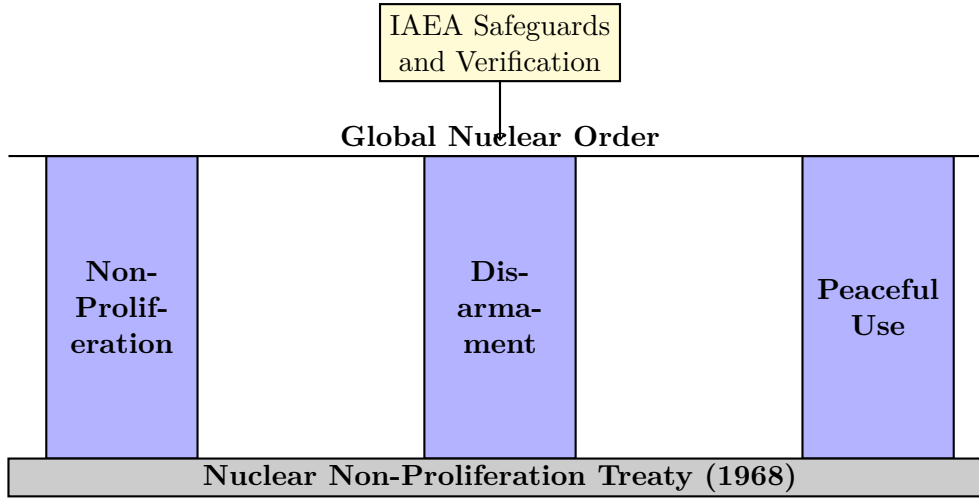 IAEA Safeguards
and Verification
Global Nuclear Order
Non-
Prolif-
eration
Dis-
arma-
ment
Peaceful
Use
Nuclear Non-Proliferation Treaty (1968)